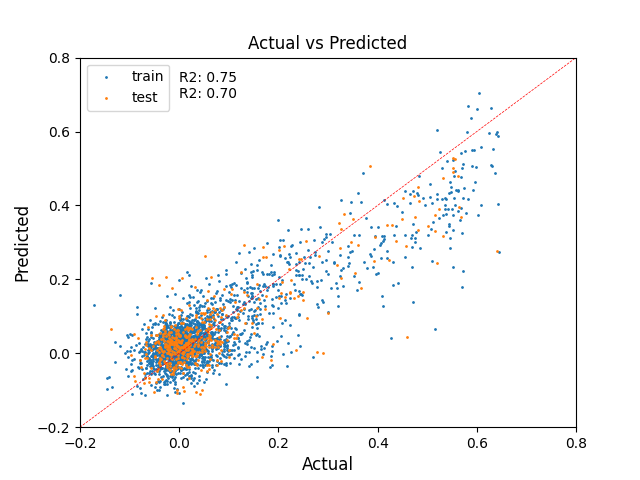 Actual vs Predicted
train R2: 0.75
test R2: 0.70
Predicted
0.8
0.6
0.4
0.2
0.0
−0.2
−0.2 0.0 0.2 0.4 0.6 0.8
Actual